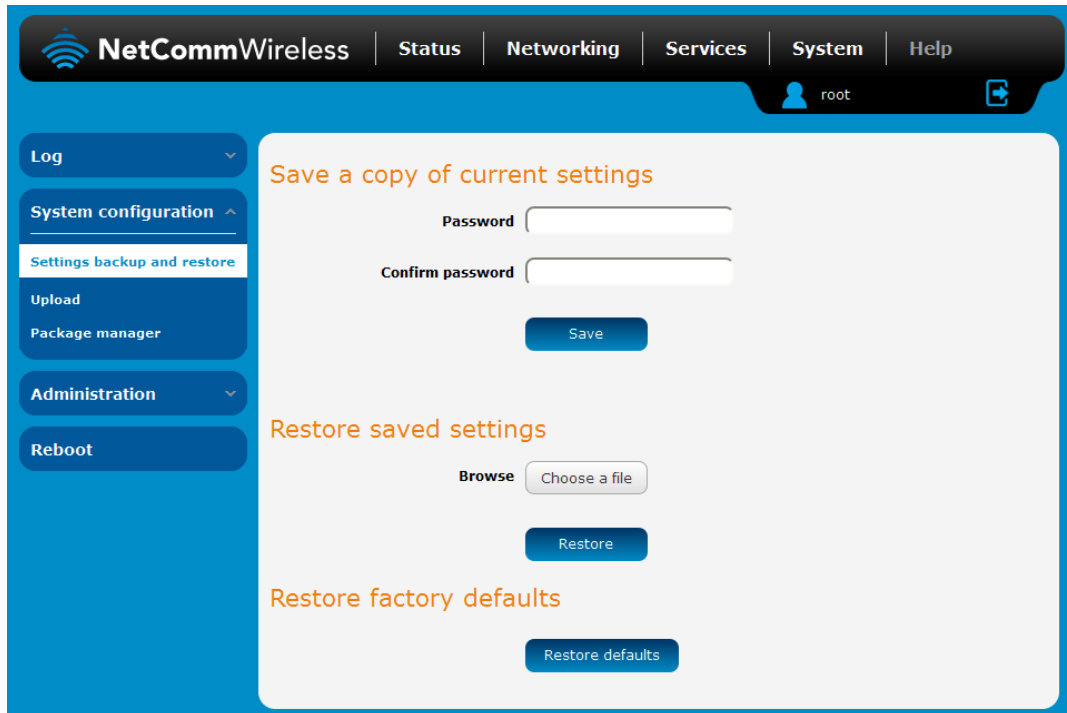 NetCommWireless Status Networking Services System Help
root
Log
System configuration
Settings backup and restore
Upload
Package manager
Administration
Reboot
Save a copy of current settings
Password
Confirm password
Save
Restore saved settings
Browse Choose a file
Restore
Restore factory defaults
Restore defaults